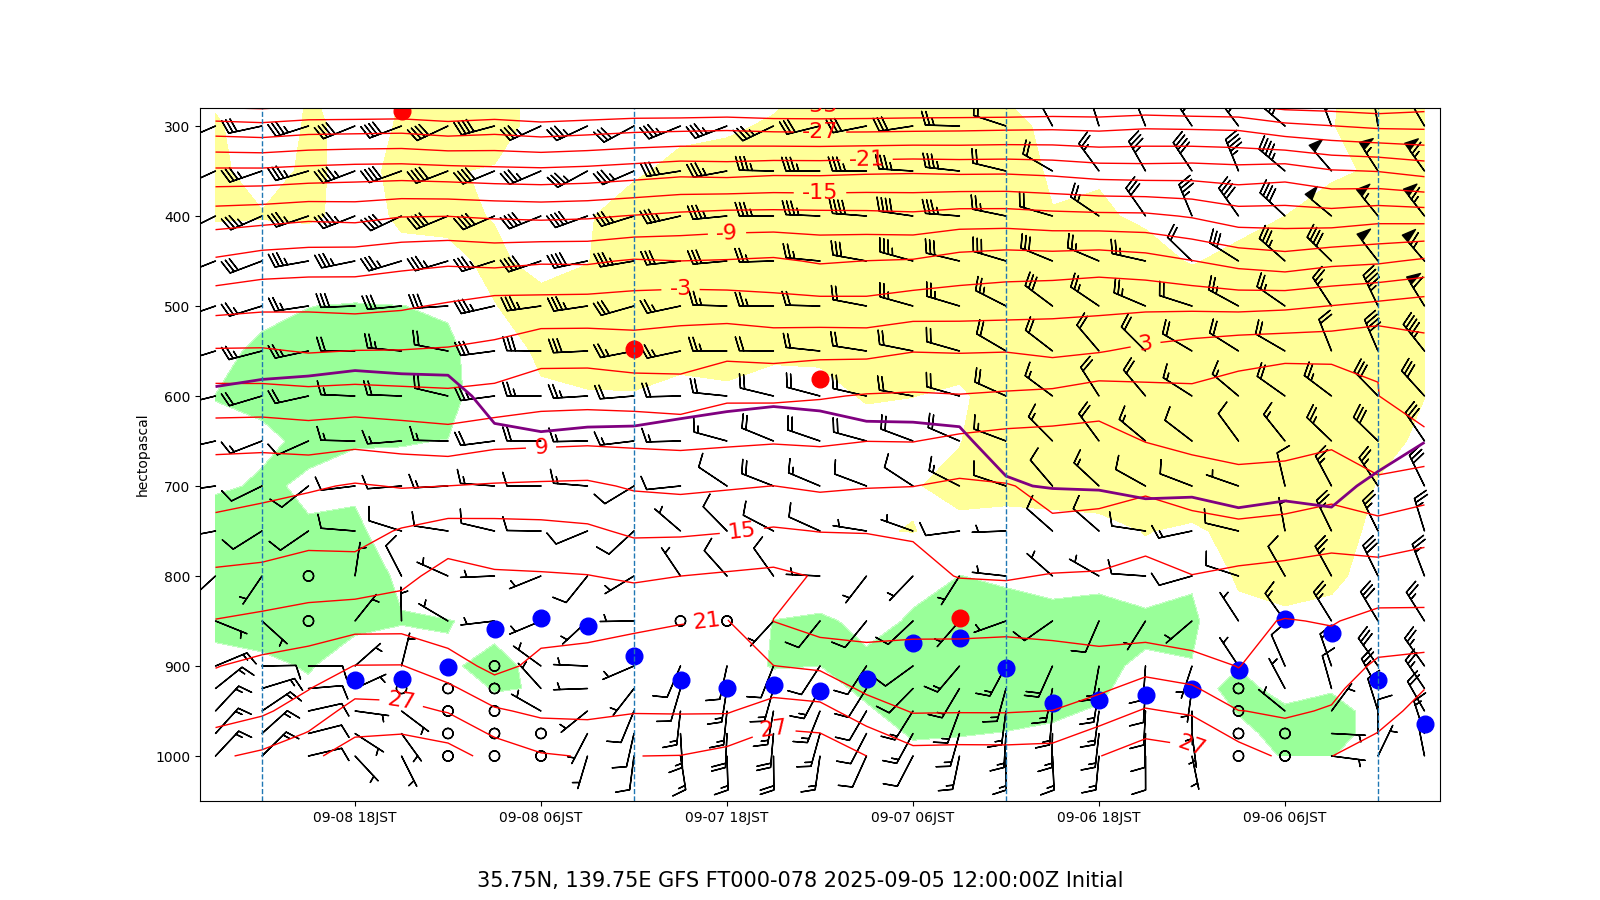 300
400
500
600
700
800
900
1000
hectopascal
-27
-21
-15
-9
-3
3
9
15
21
27
27
27
09-08 18JST
09-08 06JST
09-07 18JST
09-07 06JST
09-06 18JST
09-06 06JST
35.75N, 139.75E GFS FT000-078 2025-09-05 12:00:00Z Initial